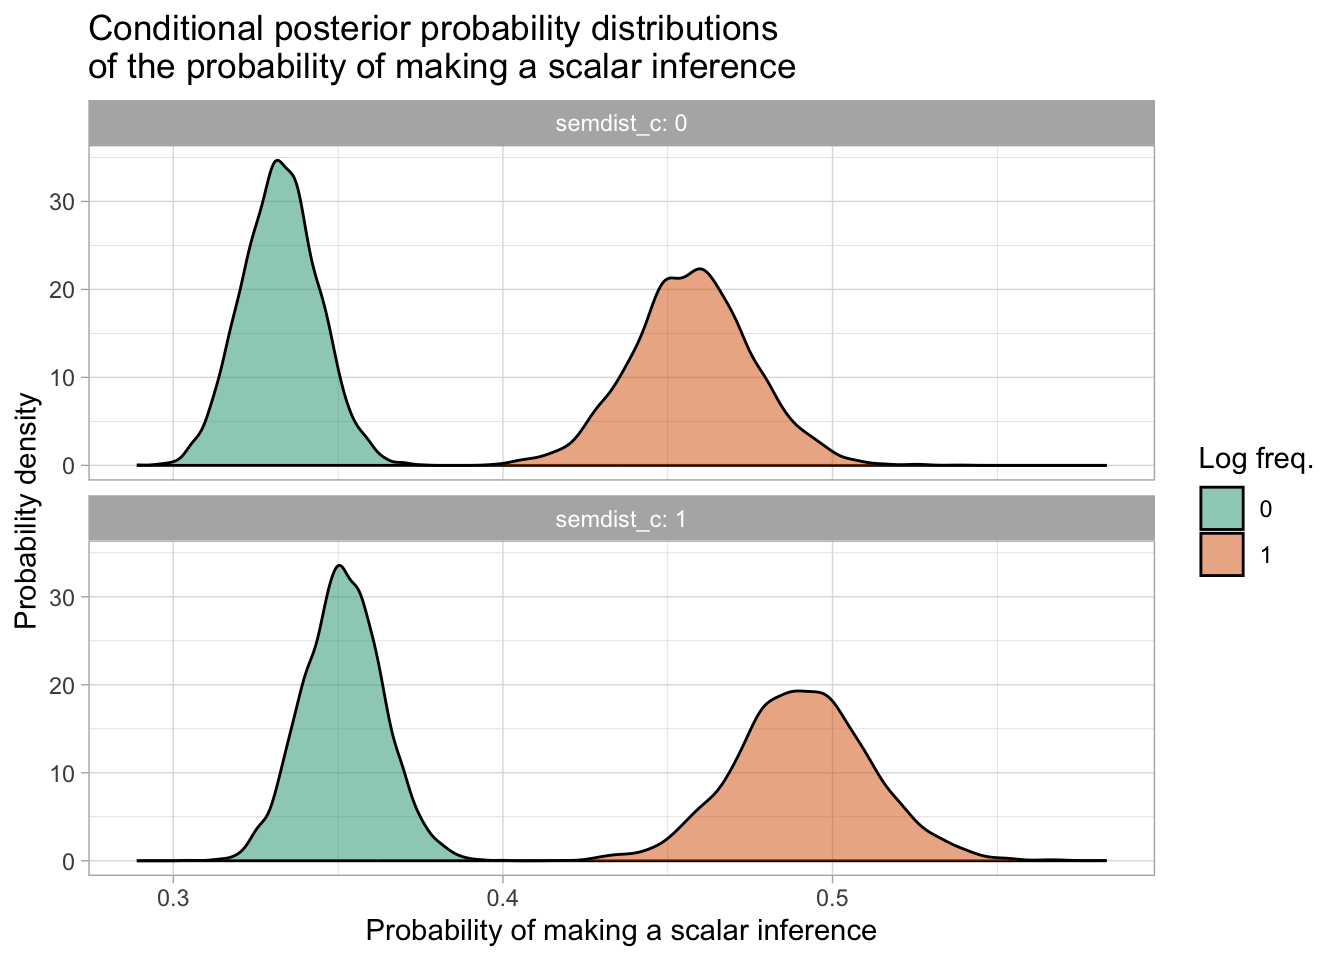 Conditional posterior probability distributions
of the probability of making a scalar inference
semdist_c: 0
30
20
10
0
semdist_c: 1
30
20
10
0
Probability density
0.3 0.4 0.5
Probability of making a scalar inference
Log freq.
0
1